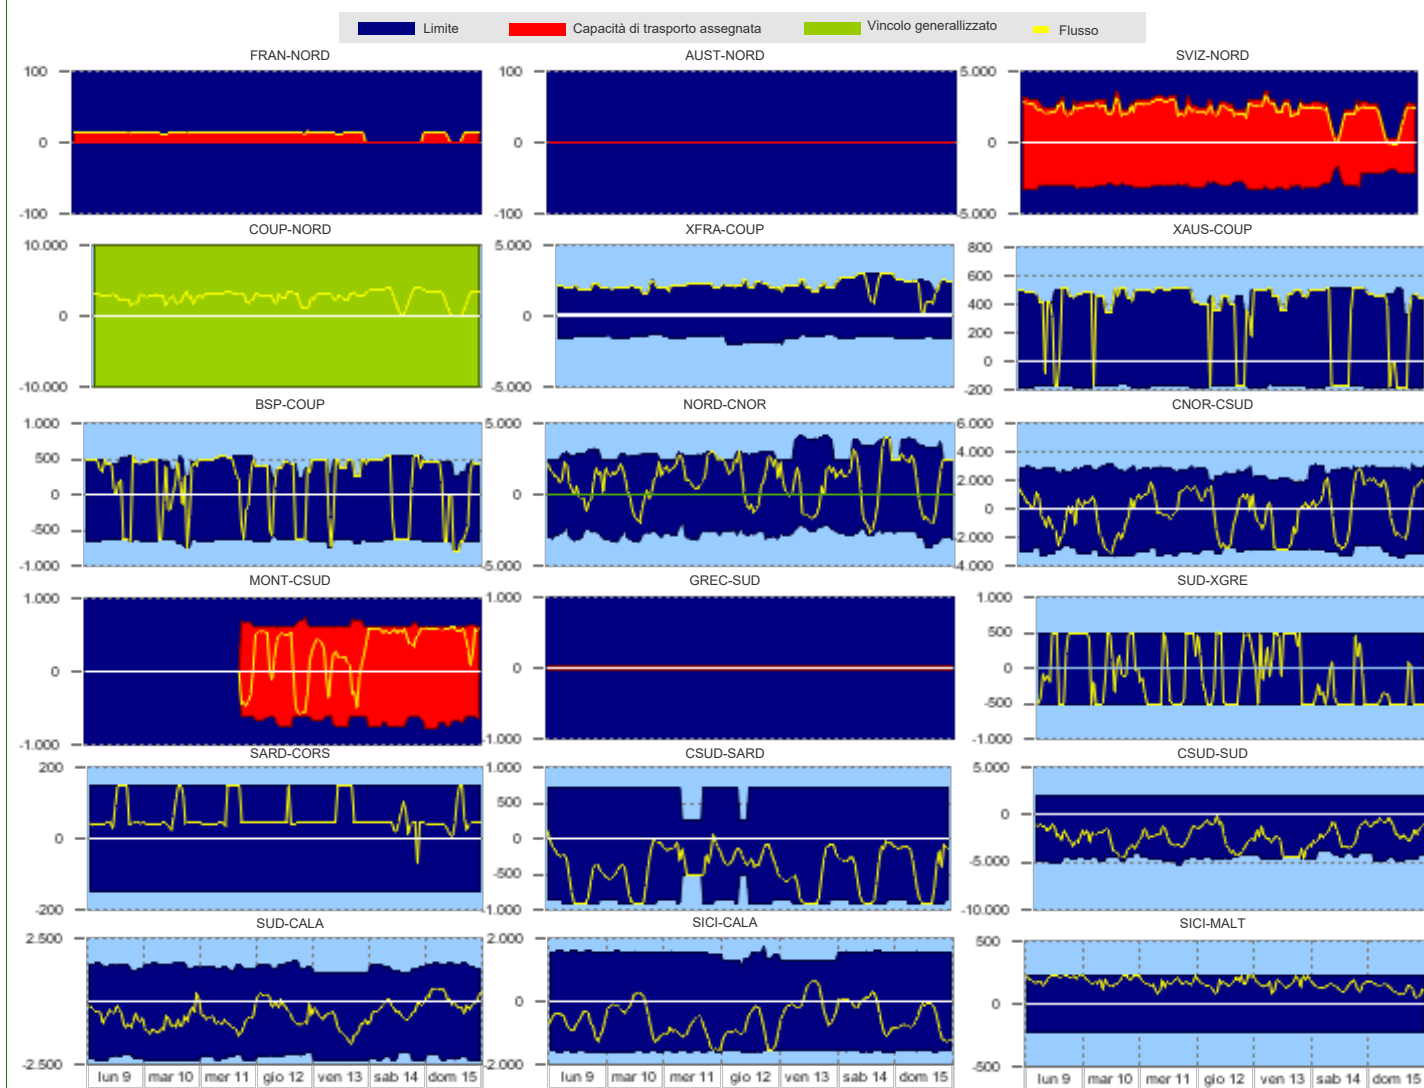 Limite
Capacità di trasporto assegnata
Vincolo generallizzato
Flusso
FRAN-NORD
AUST-NORD
SVIZ-NORD
100
0
-100
100
0
-100
5.000
0
-5.000
COUP-NORD
XFRA-COUP
XAUS-COUP
10.000
0
-10.000
5.000
0
-5.000
800
600
400
200
0
-200
BSP-COUP
NORD-CNOR
CNOR-CSUD
1.000
500
0
-500
-1.000
5.000
0
-5.000
6.000
4.000
2.000
0
-2.000
-4.000
MONT-CSUD
GREC-SUD
SUD-XGRE
1.000
0
-1.000
1.000
0
-1.000
1.000
500
0
-500
-1.000
SARD-CORS
CSUD-SARD
CSUD-SUD
200
0
-200
1.000
500
0
-500
-1.000
5.000
0
-5.000
-10.000
SUD-CALA
SICI-CALA
SICI-MALT
2.500
0
-2.500
2.000
0
-2.000
500
0
-500
lun 9 mar 10 mer 11 gio 12 ven 13 sab 14 dom 15
lun 9 mar 10 mer 11 gio 12 ven 13 sab 14 dom 15
lun 9 mar 10 mer 11 gio 12 ven 13 sab 14 dom 15